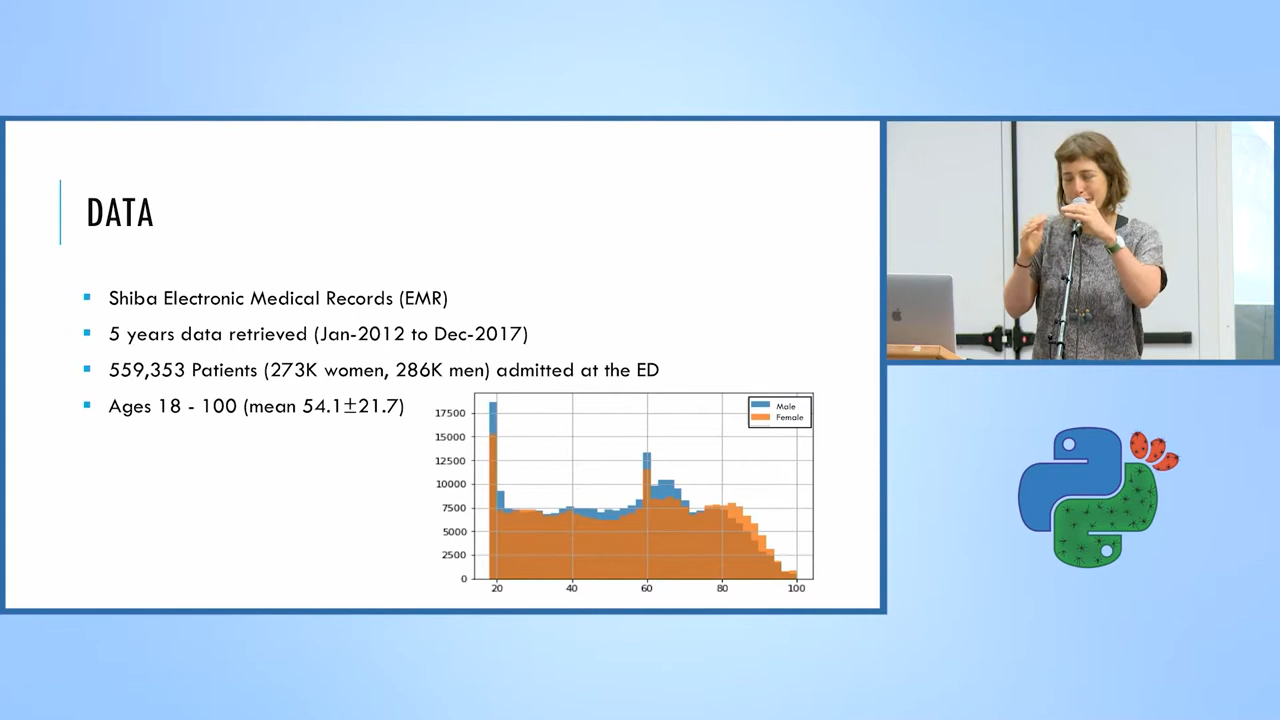 DATA
Shiba Electronic Medical Records (EMR)
5 years data retrieved (Jan-2012 to Dec-2017)
559,353 Patients (273K women, 286K men) admitted at the ED
Ages 18 - 100 (mean 54.1±21.7)
Male
Female
17500
15000
12500
10000
7500
5000
2500
0
20 40 60 80 100